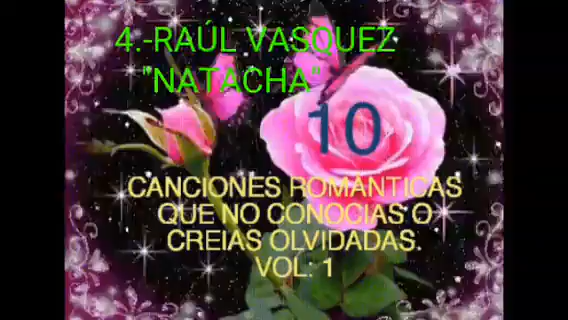 4.-RAÚL VASQUEZ
"NATACHA"
10
CANCIONES ROMANTICAS
QUE NO CONOCIAS O
CREIAS OLVIDADAS.
VOL: 1